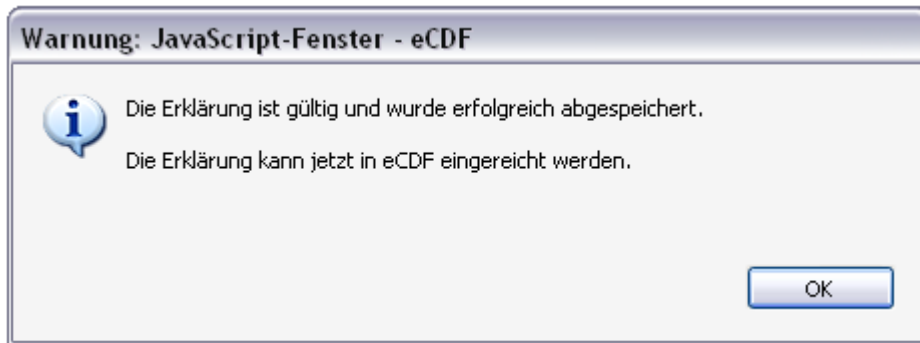 Warnung: JavaScript-Fenster - eCDF
Die Erklärung ist gültig und wurde erfolgreich abgespeichert.
Die Erklärung kann jetzt in eCDF eingereicht werden.
OK